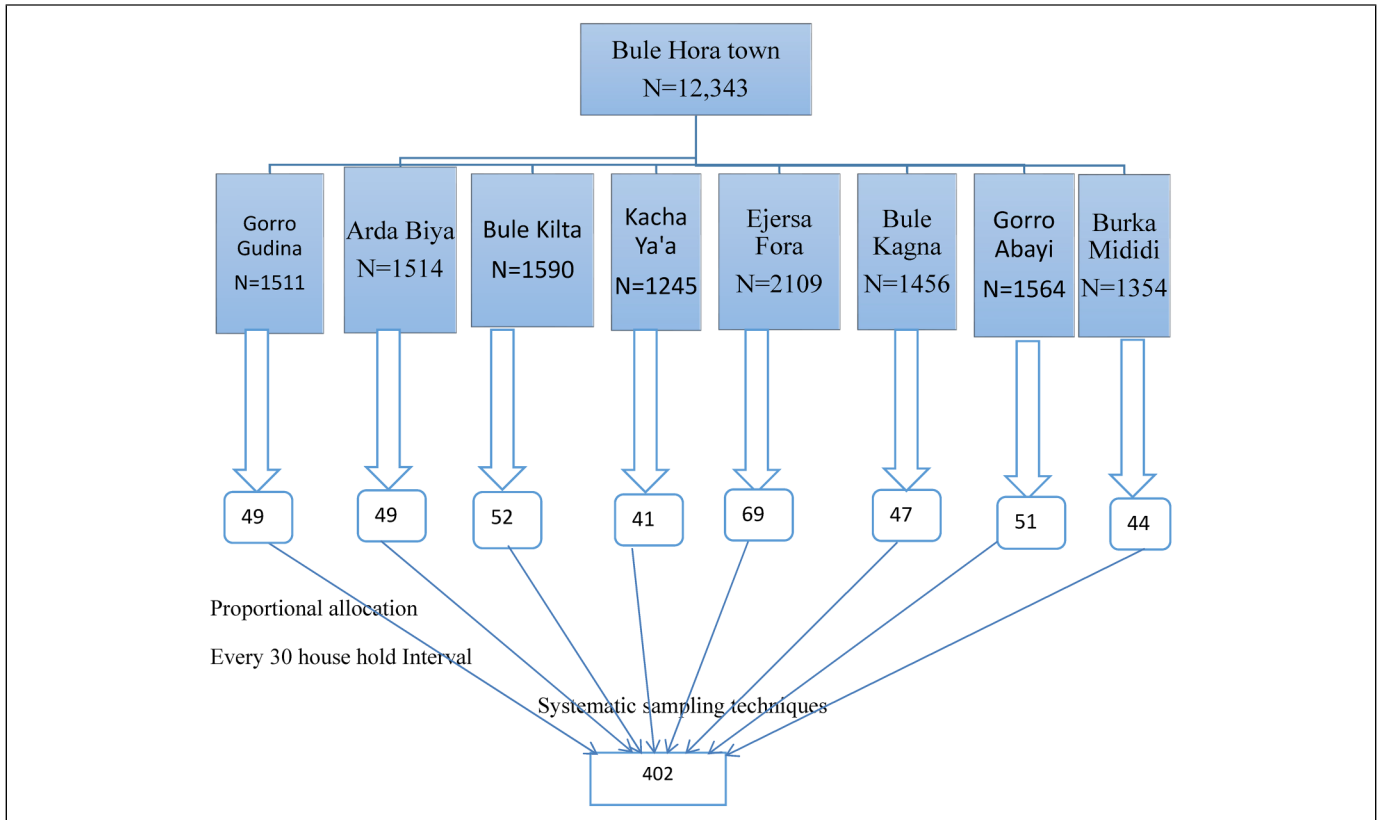 Bule Hora town
N=12,343
Gorro
Gudina
N=1511
Arda Biya
N=1514
Bule Kilta
N=1590
Kacha
Ya'a
N=1245
Ejersa
Fora
N=2109
Bule
Kagna
N=1456
Gorro
Abayi
N=1564
Burka
Mididi
N=1354
49
49
52
41
69
47
51
44
Proportional allocation
Every 30 house hold Interval
Systematic sampling techniques
402